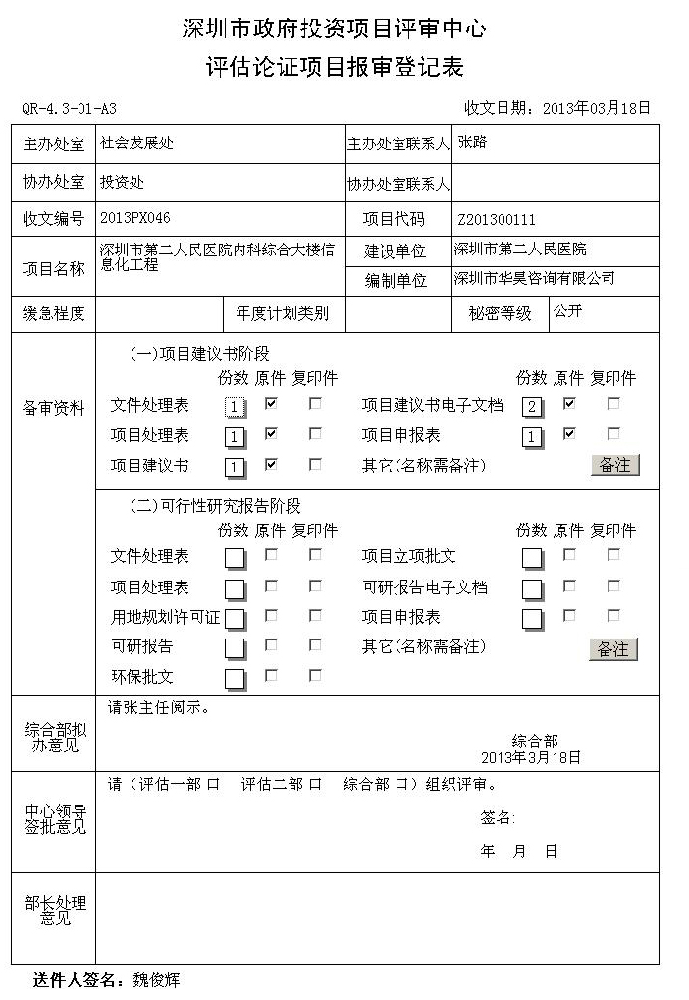 深圳市政府投资项目评审中心
评估论证项目报审登记表
QR-4.3-01-A3 收文日期：2013年03月18日
主办处室 社会发展处 主办处室联系人 张路
协办处室 投资处 协办处室联系人
收文编号 2013PX046 项目代码 Z201300111
项目名称 深圳市第二人民医院内科综合大楼信
息化工程
建设单位 深圳市第二人民医院
编制单位 深圳市华昊咨询有限公司
缓急程度 年度计划类别 秘密等级 公开
备审资料
(一)项目建议书阶段
份数 原件 复印件 份数 原件 复印件
文件处理表 1 项目建议书电子文档 2
项目处理表 1 项目申报表 1
项目建议书 1 其它(名称需备注) 备注
(二)可行性研究报告阶段
份数 原件 复印件 份数 原件 复印件
文件处理表 项目立项批文
项目处理表 可研报告电子文档
用地规划许可证 项目申报表
可研报告 其它(名称需备注) 备注
环保批文
综合部拟
办意见
请张主任阅示。
综合部
2013年3月18日
中心领导
签批意见
请（评估一部 口 评估二部 口 综合部 口）组织评审。
签名:
年 月 日
部长处理
意见
送件人签名：魏俊辉